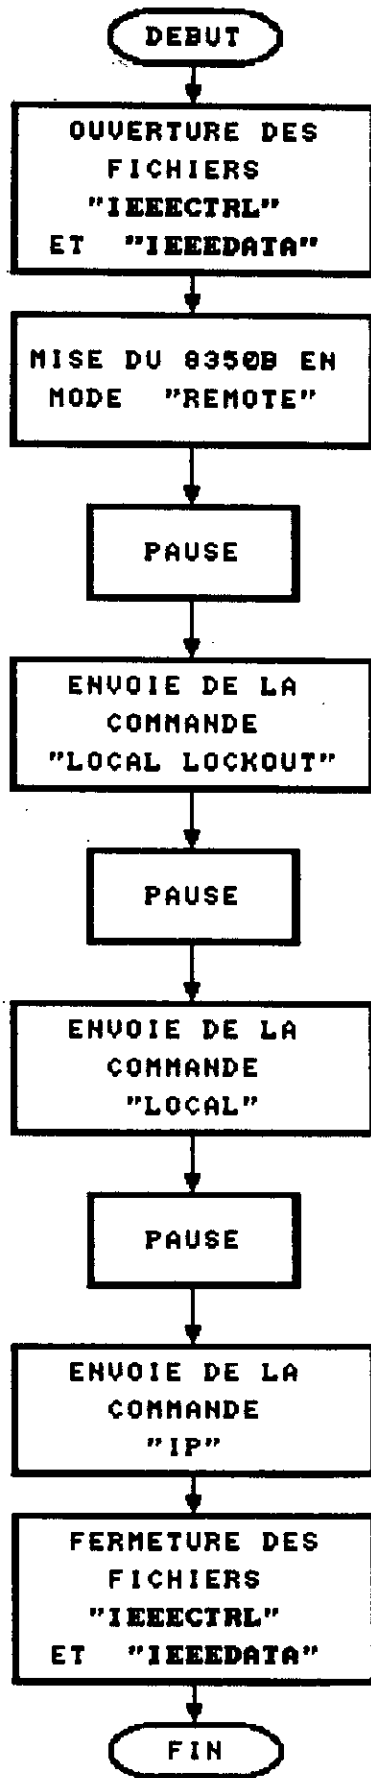 DEBUT
OUVERTURE DES
FICHIERS
"IEEECTRL"
ET "IEEEDATA"
MISE DU 8350B EN
MODE "REMOTE"
PAUSE
ENVOIE DE LA
COMMANDE
"LOCAL LOCKOUT"
PAUSE
ENVOIE DE LA
COMMANDE
"LOCAL"
PAUSE
ENVOIE DE LA
COMMANDE
"IP"
FERMETURE DES
FICHIERS
"IEEECTRL"
ET "IEEEDATA"
FIN